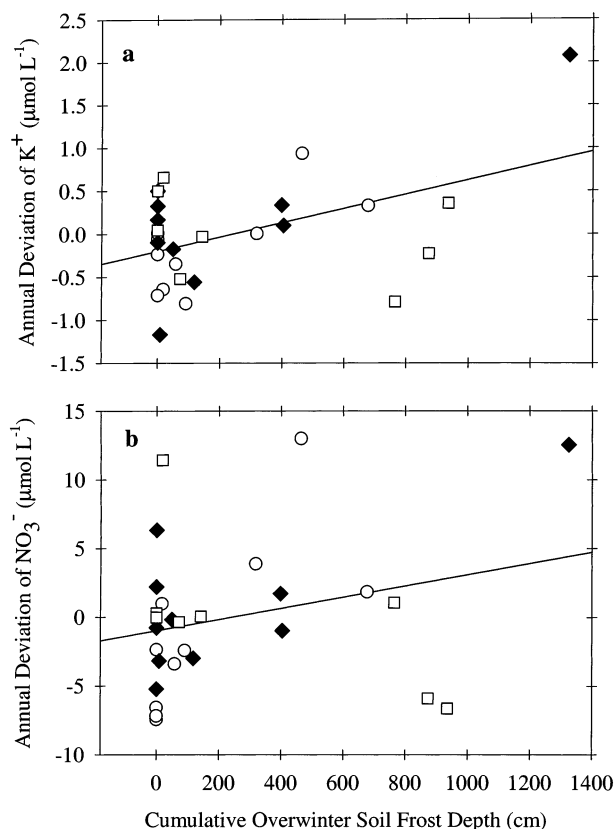 a
Annual Deviation of K+ (μmol L-1)
2.5
2.0
1.5
1.0
0.5
0.0
-0.5
-1.0
-1.5
b
Annual Deviation of NO3- (μmol L-1)
15
10
5
0
-5
-10
0 200 400 600 800 1000 1200 1400
Cumulative Overwinter Soil Frost Depth (cm)